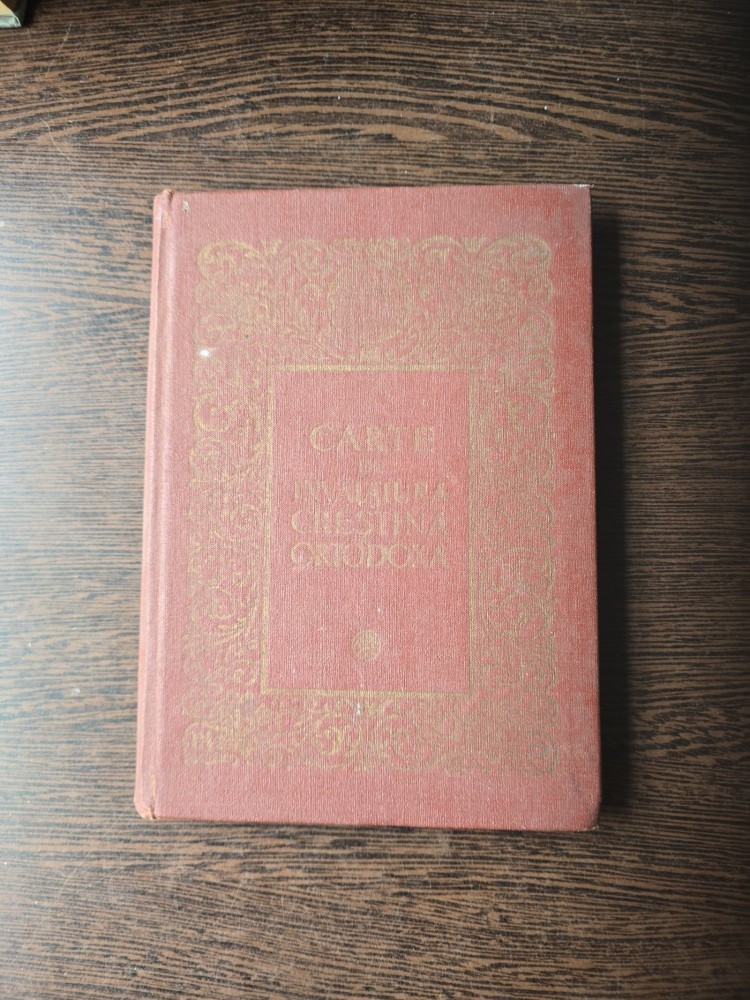 CARTE
DE
ÎNVĂȚĂTURĂ
CREȘTINĂ
ORTODOXĂ